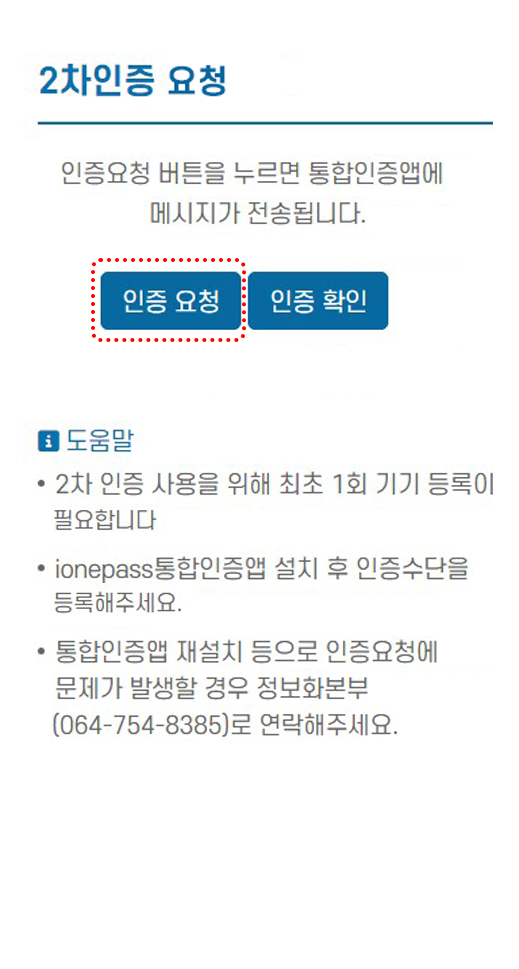 2차인증 요청
인증요청 버튼을 누르면 통합인증앱에
메시지가 전송됩니다.
인증 요청 인증 확인
도움말
• 2차 인증 사용을 위해 최초 1회 기기 등록이
필요합니다
• ionepass통합인증앱 설치 후 인증수단을
등록해주세요.
• 통합인증앱 재설치 등으로 인증요청에
문제가 발생할 경우 정보화본부
(064-754-8385)로 연락해주세요.